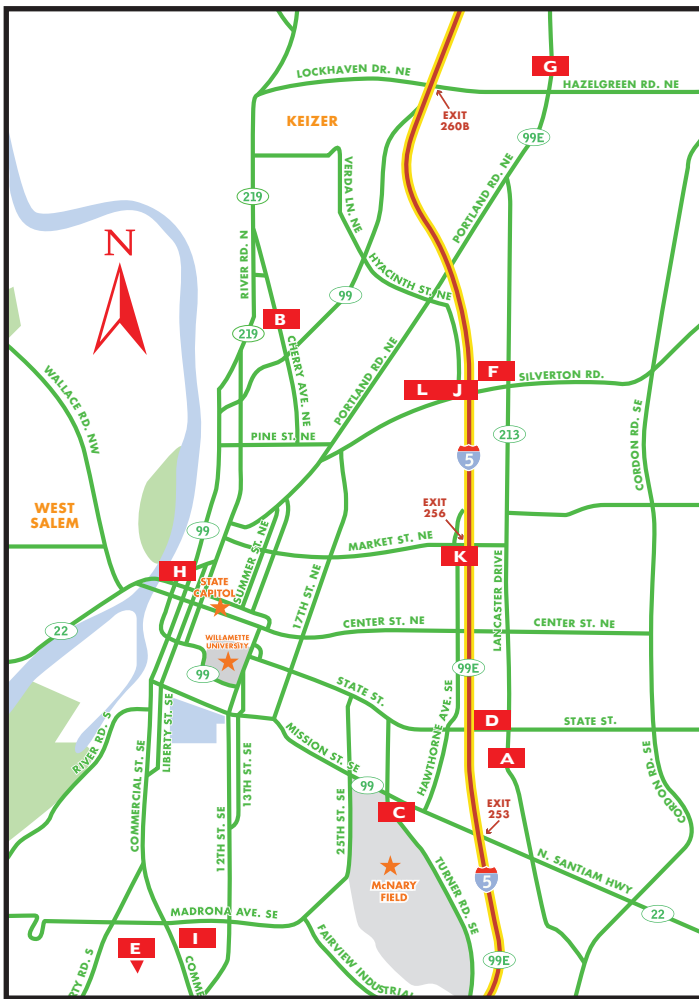 G
LOCKHAVEN DR. NE
HAZELGREEN RD. NE
EXIT
260B
KEIZER
99E
VERDA LN. NE
PORTLAND RD. NE
219
RIVER RD. N
N
HYACINTH ST. NE
99
B
219
CHERRY AVE. NE
PORTLAND RD. NE
F
L
J
SILVERTON RD.
WALLACE RD. NW
CORDON RD. SE
PINE ST. NE
213
5
EXIT
256
WEST
SALEM
99
SUMMER ST. NE
MARKET ST. NE
K
LANCASTER DRIVE
H
STATE
CAPITOL
17TH ST. NE
22
CENTER ST. NE
CENTER ST. NE
WILLAMETTE
UNIVERSITY
99
99E
STATE ST.
HAWTHORNE AVE. SE
D
STATE ST.
RIVER RD. S
LIBERTY ST. SE
COMMERCIAL ST. SE
13TH ST. SE
MISSION ST. SE
A
CORDON RD. SE
99
25TH ST. SE
C
12TH ST. SE
EXIT
253
N. SANTIAM HWY
McNARY
FIELD
5
TURNER RD. SE
22
MADRONA AVE. SE
E
I
RTY RD. S
COMME
FAIRVIEW INDUSTRIAL
99E